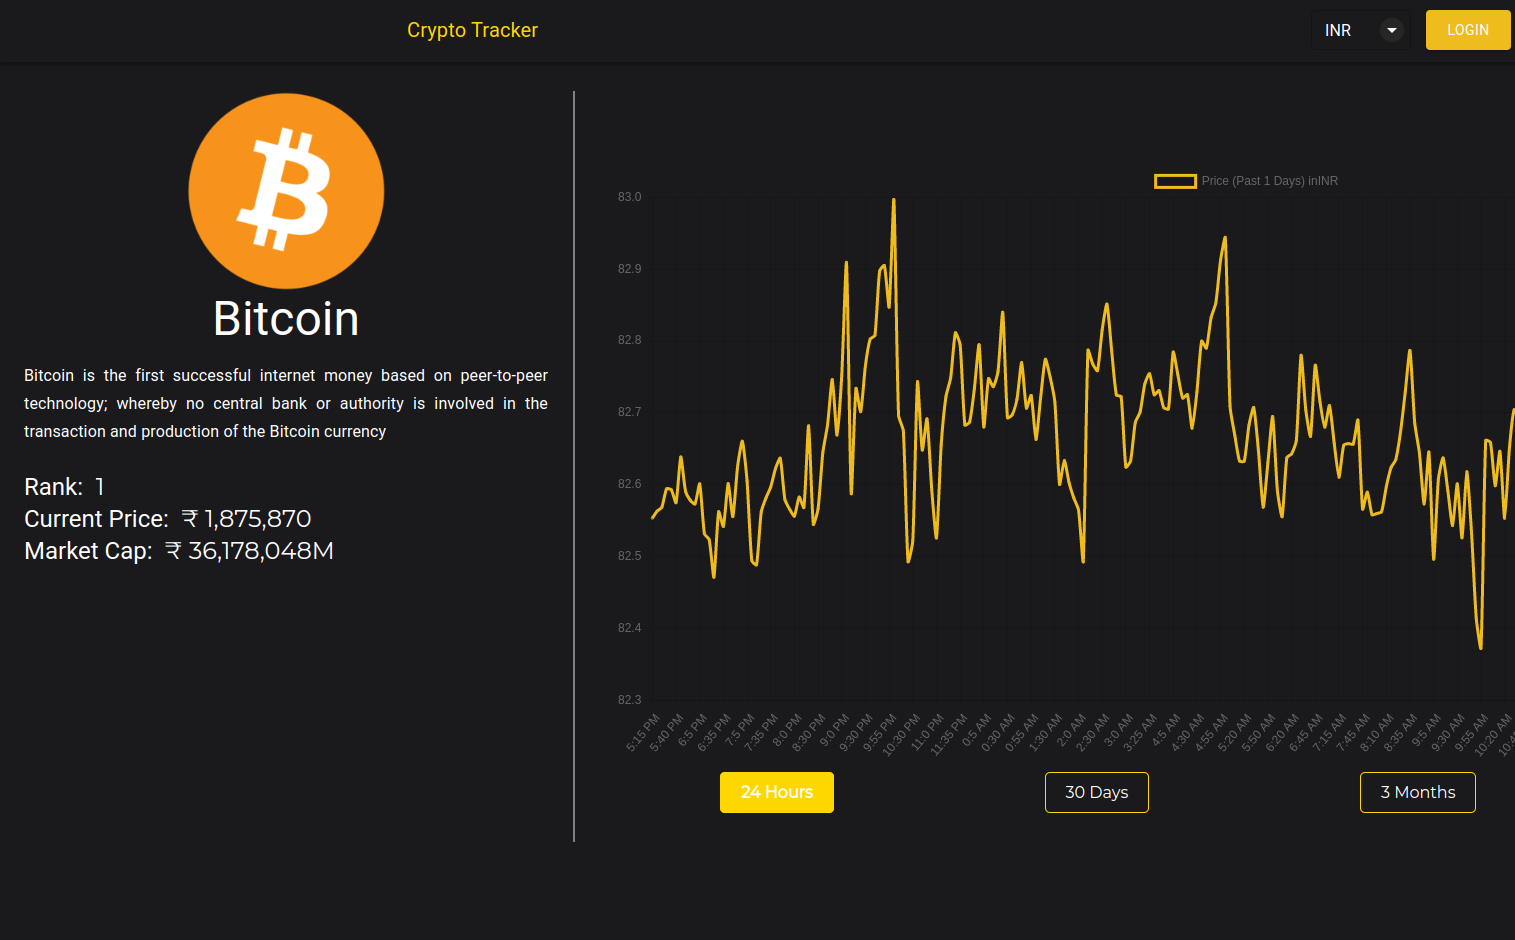 Crypto Tracker
INR
LOGIN
Bitcoin
Bitcoin is the first successful internet money based on peer-to-peer
technology; whereby no central bank or authority is involved in the
transaction and production of the Bitcoin currency
Rank: 1
Current Price: ₹ 1,875,870
Market Cap: ₹ 36,178,048M
Price (Past 1 Days) inINR
83.0
82.9
82.8
82.7
82.6
82.5
82.4
82.3
5:15 PM
5:40 PM
6:5 PM
6:35 PM
7:5 PM
7:35 PM
8:0 PM
8:30 PM
9:0 PM
9:30 PM
9:55 PM
10:30 PM
11:0 PM
11:35 PM
0:5 AM
0:30 AM
0:55 AM
1:30 AM
2:0 AM
2:30 AM
3:0 AM
3:25 AM
4:5 AM
4:30 AM
4:55 AM
5:20 AM
5:50 AM
6:20 AM
6:45 AM
7:15 AM
7:45 AM
8:10 AM
8:35 AM
9:5 AM
9:30 AM
9:55 AM
10:20 AM
24 Hours
30 Days
3 Months